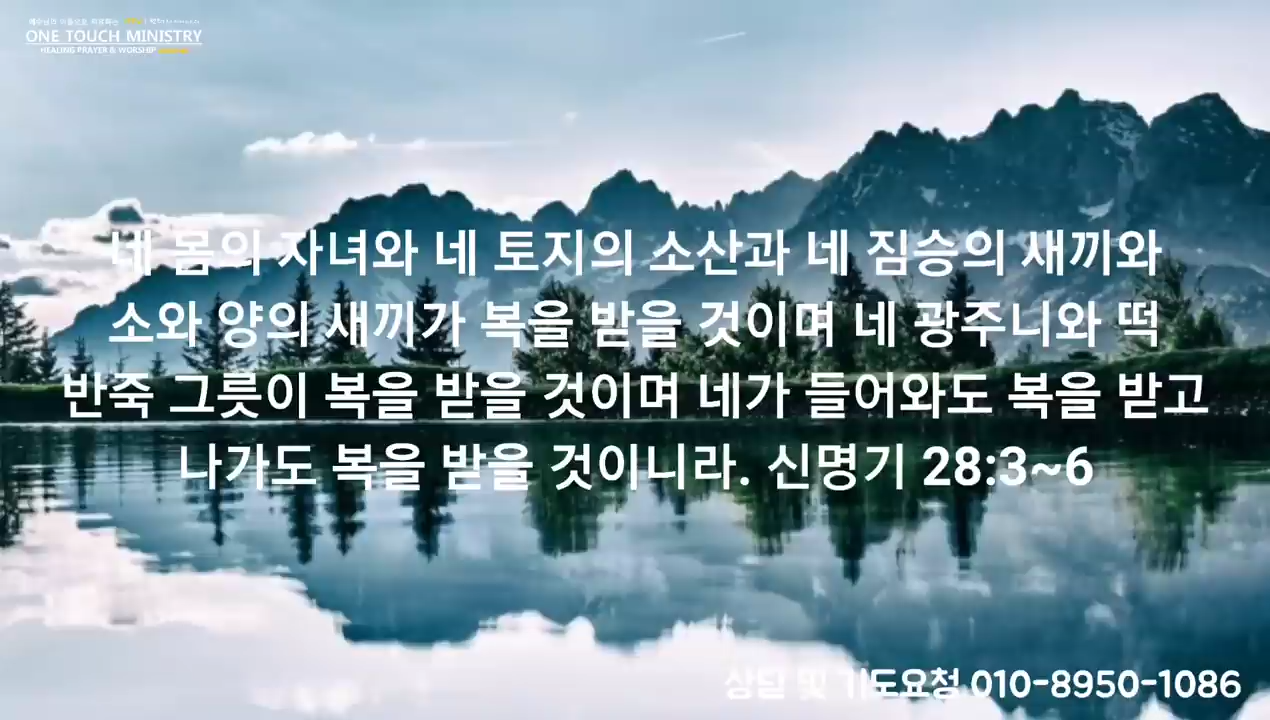 ONE TOUCH MINISTRY
HEALING PRAYER & WORSHIP
네 몸의 자녀와 네 토지의 소산과 네 짐승의 새끼와
소와 양의 새끼가 복을 받을 것이며 네 광주니와 떡
반죽 그릇이 복을 받을 것이며 네가 들어와도 복을 받고
나가도 복을 받을 것이니라. 신명기 28:3~6
상담 및 기도요청 010-8950-1086